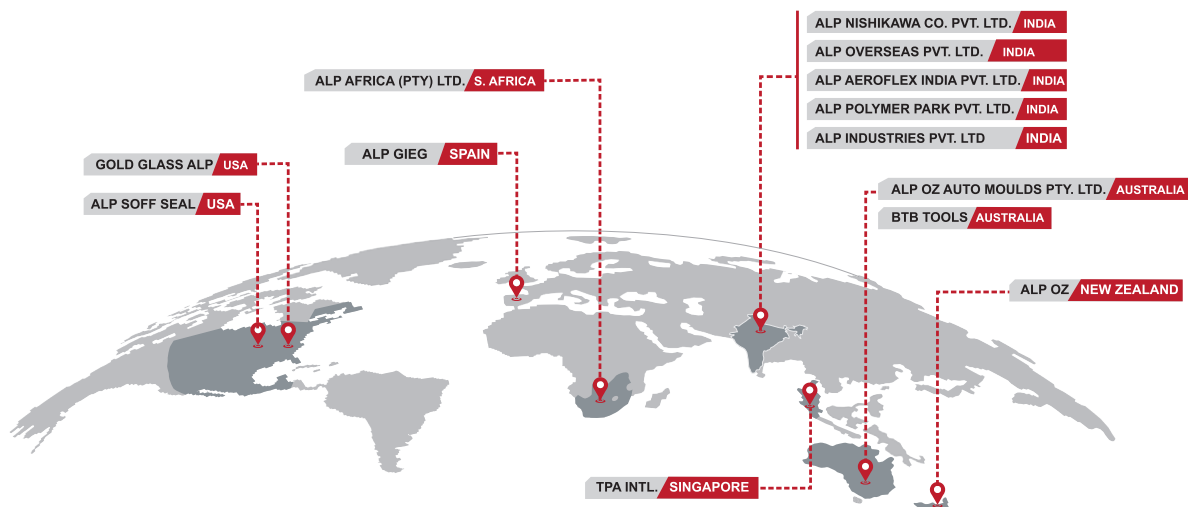 ALP NISHIKAWA CO. PVT. LTD. INDIA
ALP OVERSEAS PVT. LTD. INDIA
ALP AEROFLEX INDIA PVT. LTD. INDIA
ALP POLYMER PARK PVT. LTD. INDIA
ALP INDUSTRIES PVT. LTD INDIA
ALP AFRICA (PTY) LTD. S. AFRICA
ALP GIEG SPAIN
GOLD GLASS ALP USA
ALP SOFF SEAL USA
ALP OZ AUTO MOULDS PTY. LTD. AUSTRALIA
BTB TOOLS AUSTRALIA
ALP OZ NEW ZEALAND
TPA INTL. SINGAPORE